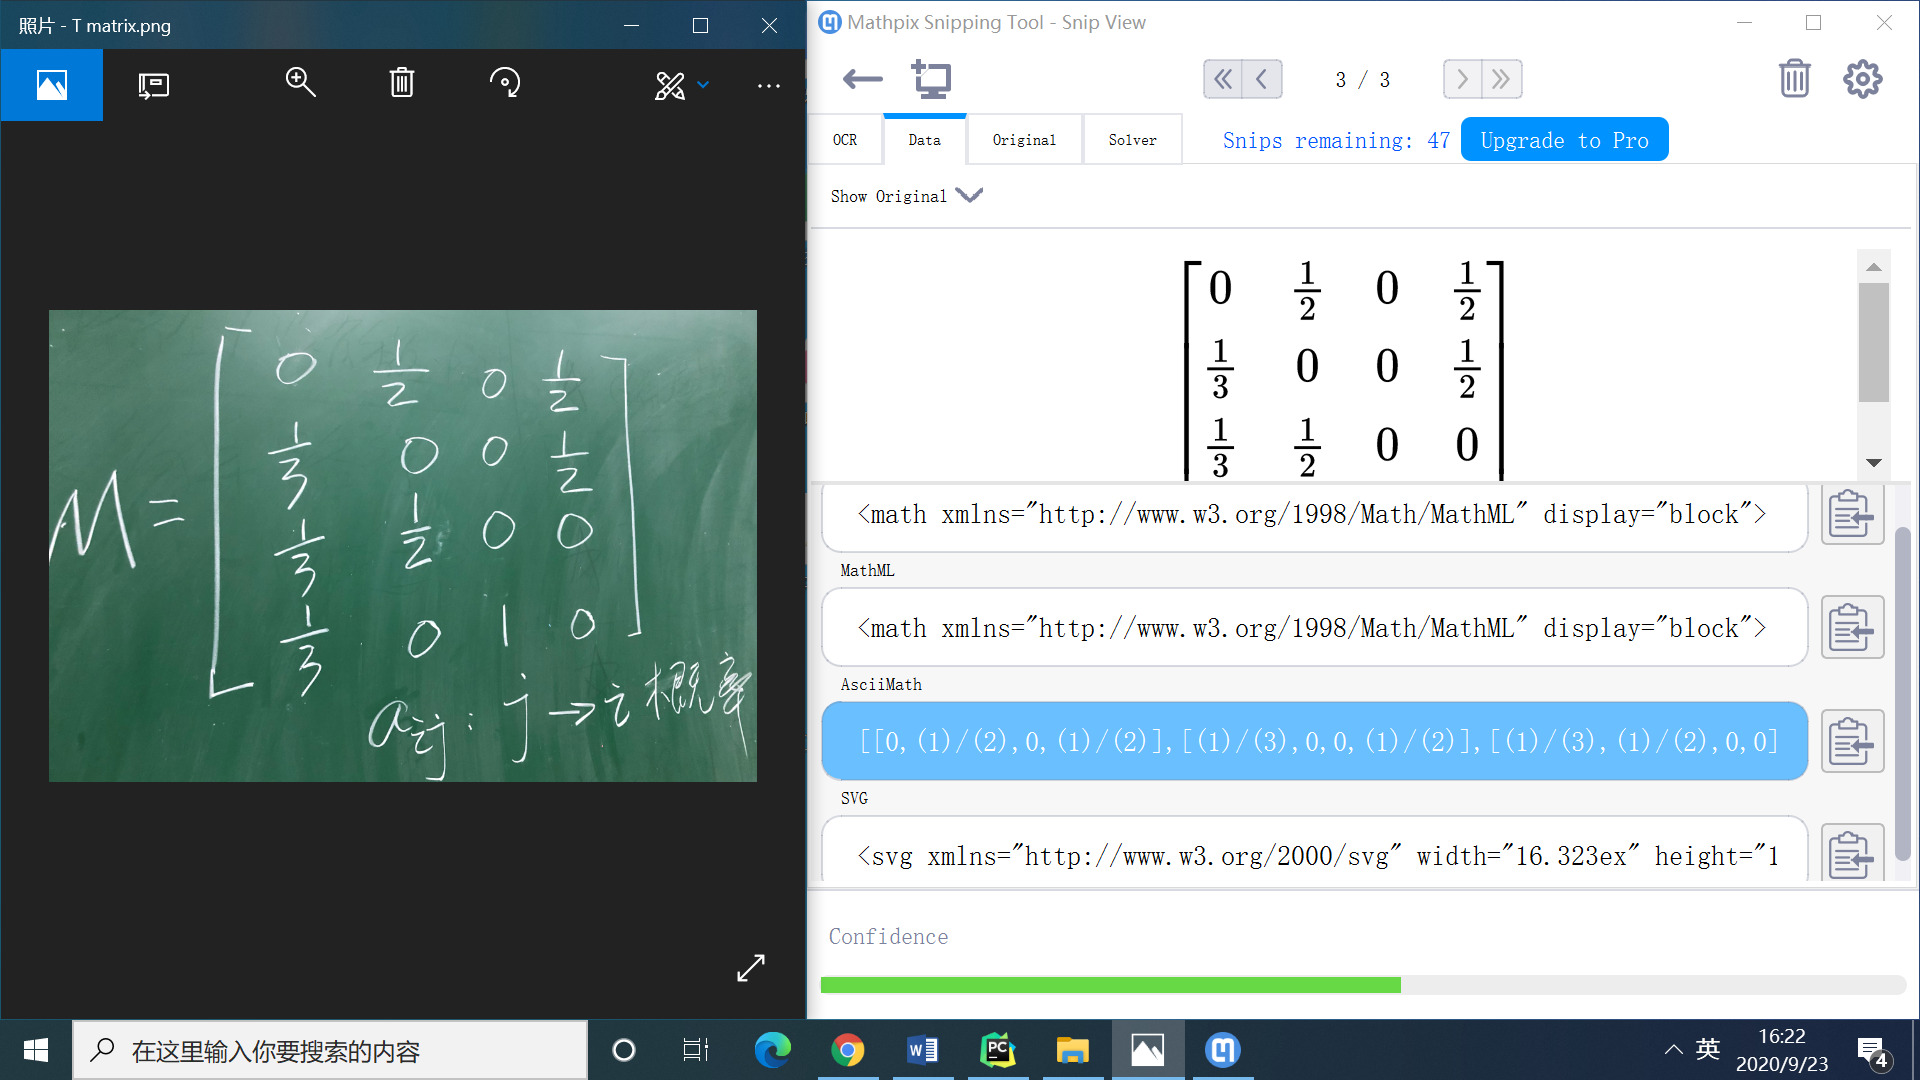 照片 - T matrix.png
Mathpix Snipping Tool - Snip View
3 / 3
OCR
Data
Original
Solver
Snips remaining: 47
Upgrade to Pro
Show Original
0 1/2 0 1/2
1/3 0 0 1/2
1/3 1/2 0 0
M = 0 1/2 0 1/2
1/3 0 0 1/2
1/3 1/2 0 0
1/3 0 1 0
aij: j → i 概率
<math xmlns="http://www.w3.org/1998/Math/MathML" display="block">
MathML
<math xmlns="http://www.w3.org/1998/Math/MathML" display="block">
AsciiMath
[[0,(1)/(2),0,(1)/(2)],[(1)/(3),0,0,(1)/(2)],[(1)/(3),(1)/(2),0,0]
SVG
<svg xmlns="http://www.w3.org/2000/svg" width="16.323ex" height="1
Confidence
在这里输入你要搜索的内容
英
16:22
2020/9/23
4